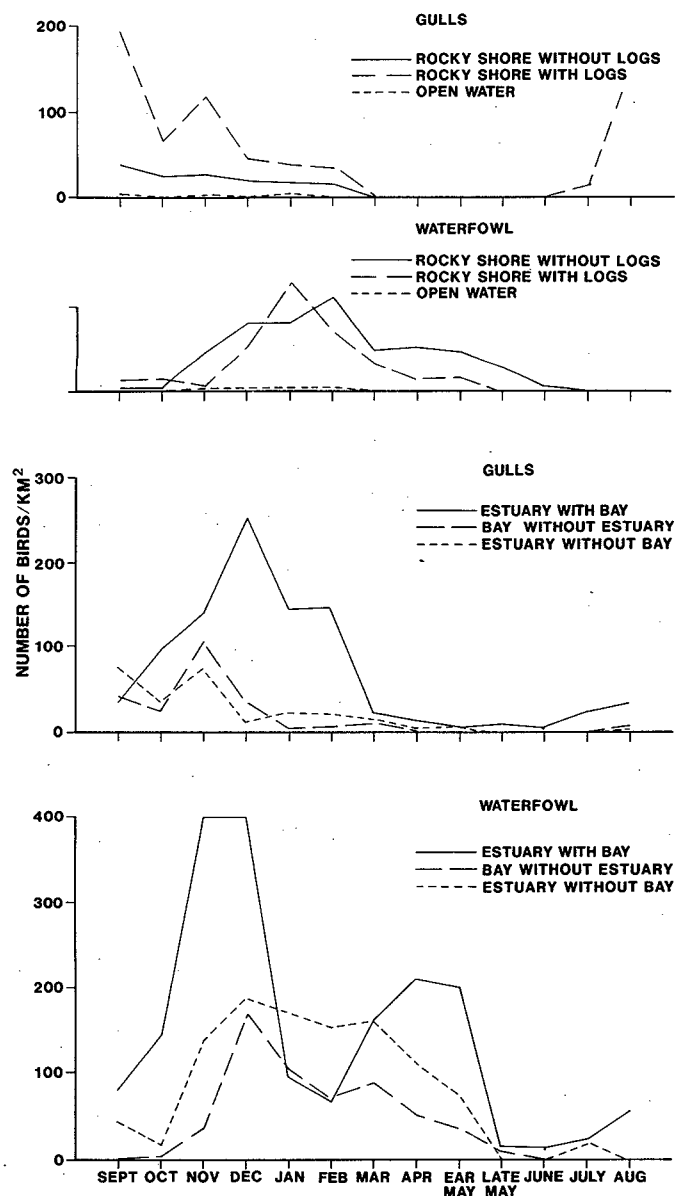 GULLS
200
ROCKY SHORE WITHOUT LOGS
ROCKY SHORE WITH LOGS
OPEN WATER
100
0
WATERFOWL
ROCKY SHORE WITHOUT LOGS
ROCKY SHORE WITH LOGS
OPEN WATER
NUMBER OF BIRDS/KM²
300
GULLS
ESTUARY WITH BAY
BAY WITHOUT ESTUARY
ESTUARY WITHOUT BAY
200
100
0
WATERFOWL
400
ESTUARY WITH BAY
BAY WITHOUT ESTUARY
ESTUARY WITHOUT BAY
300
200
100
0
SEPT OCT NOV DEC JAN FEB MAR APR EAR LATE JUNE JULY AUG
MAY MAY